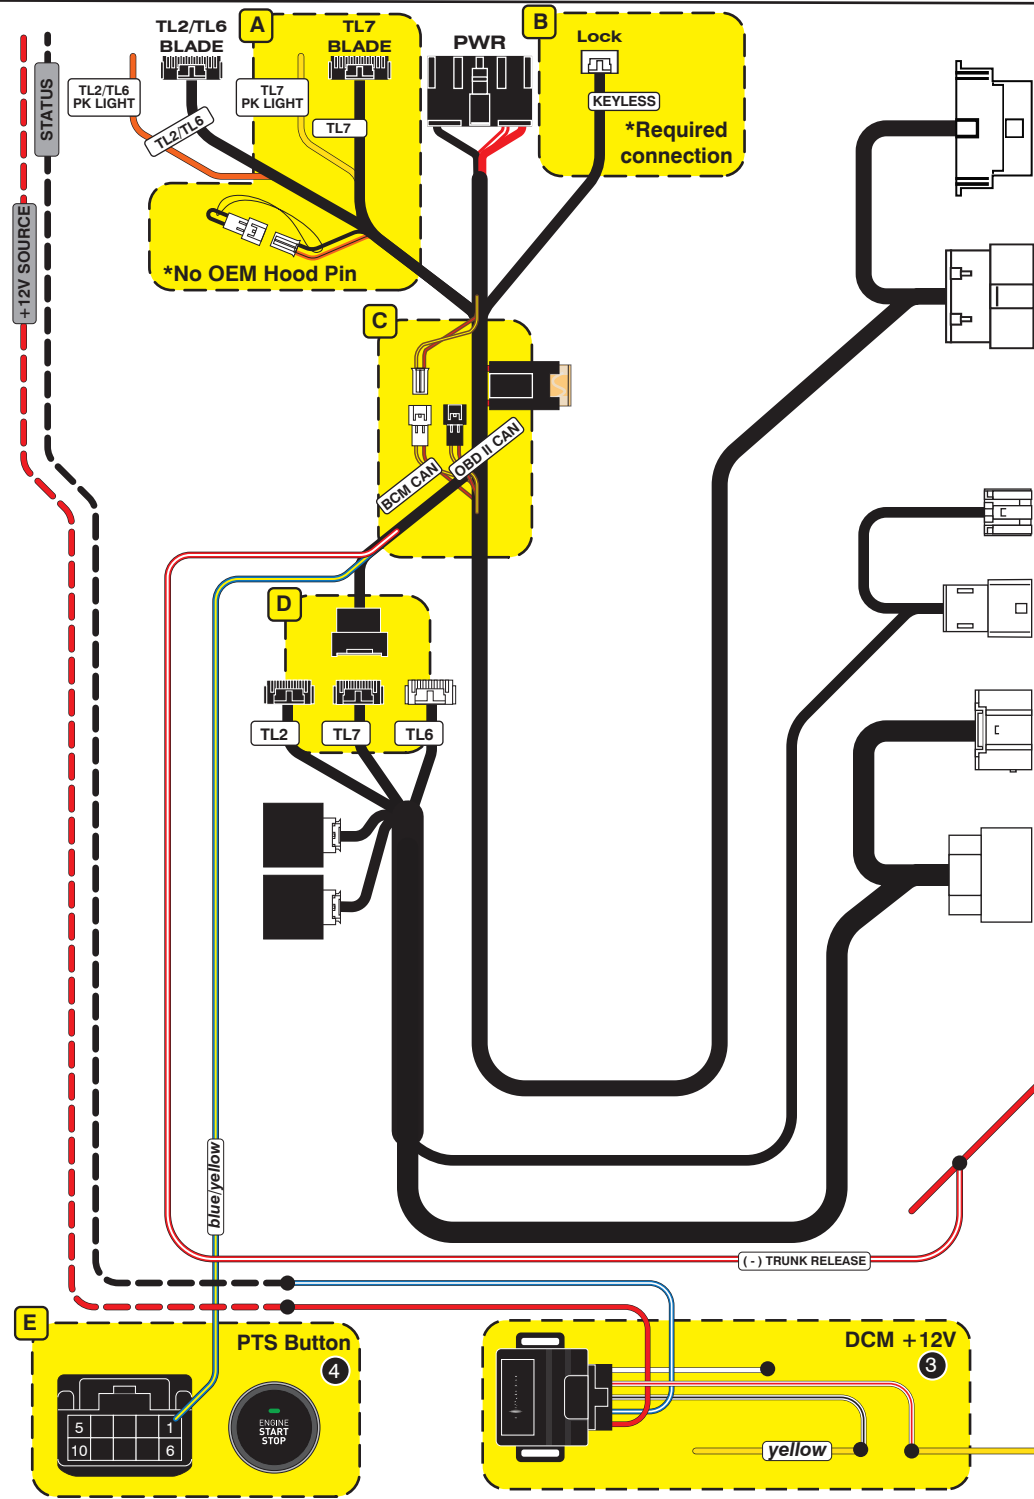 A
TL2/TL6
BLADE
TL7
BLADE
PWR
B
Lock
TL2/TL6
PK LIGHT
TL7
PK LIGHT
STATUS
TL2/TL6
TL7
KEYLESS
*Required
connection
+12V SOURCE
*No OEM Hood Pin
C
BCM CAN
OBD II CAN
D
TL2
TL7
TL6
blue/yellow
( - ) TRUNK RELEASE
E
PTS Button
4
5
1
10
6
ENGINE
START
STOP
DCM +12V
3
yellow